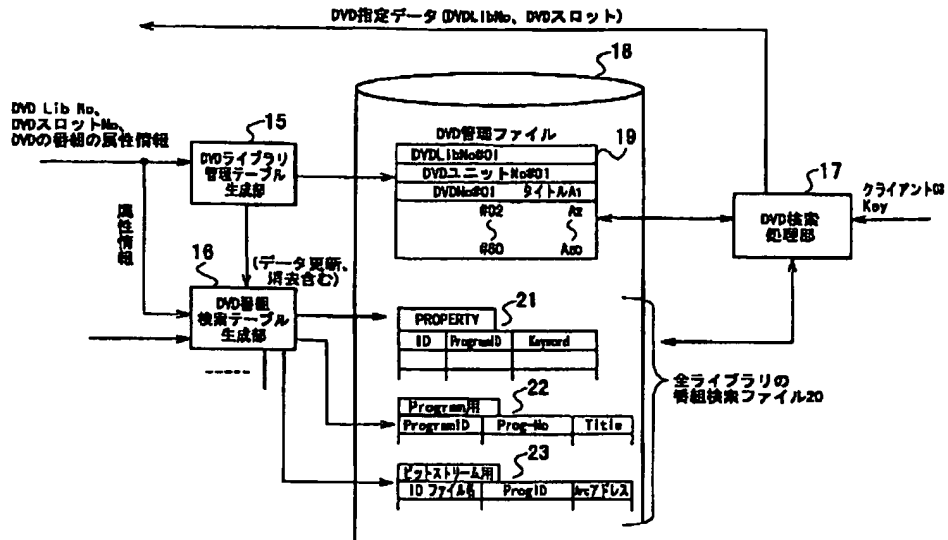 DVD指定データ(DVDLibNo、DVDスロット)
18
DVD Lib No、
DVDスロットNo、
DVDの番組の属性情報
15
DVDライブラリ
管理テーブル
生成部
DVD管理ファイル
19
DVDLibNo#01
DVDユニットNo#01
DVDNo#01 タイトルA1
#02 A2
#80 A80
17
DVD検索
処理部
クライアントのKey
属性情報
16
(データ更新、
消去含む)
DVD番組
検索テーブル
生成部
21
PROPERTY
ID ProgramID Keyword
全ライブラリの
番組検索ファイル20
22
Program用
ProgramID Prog-No Title
23
ビットストリーム用
ID ファイル名 ProgID Arcアドレス